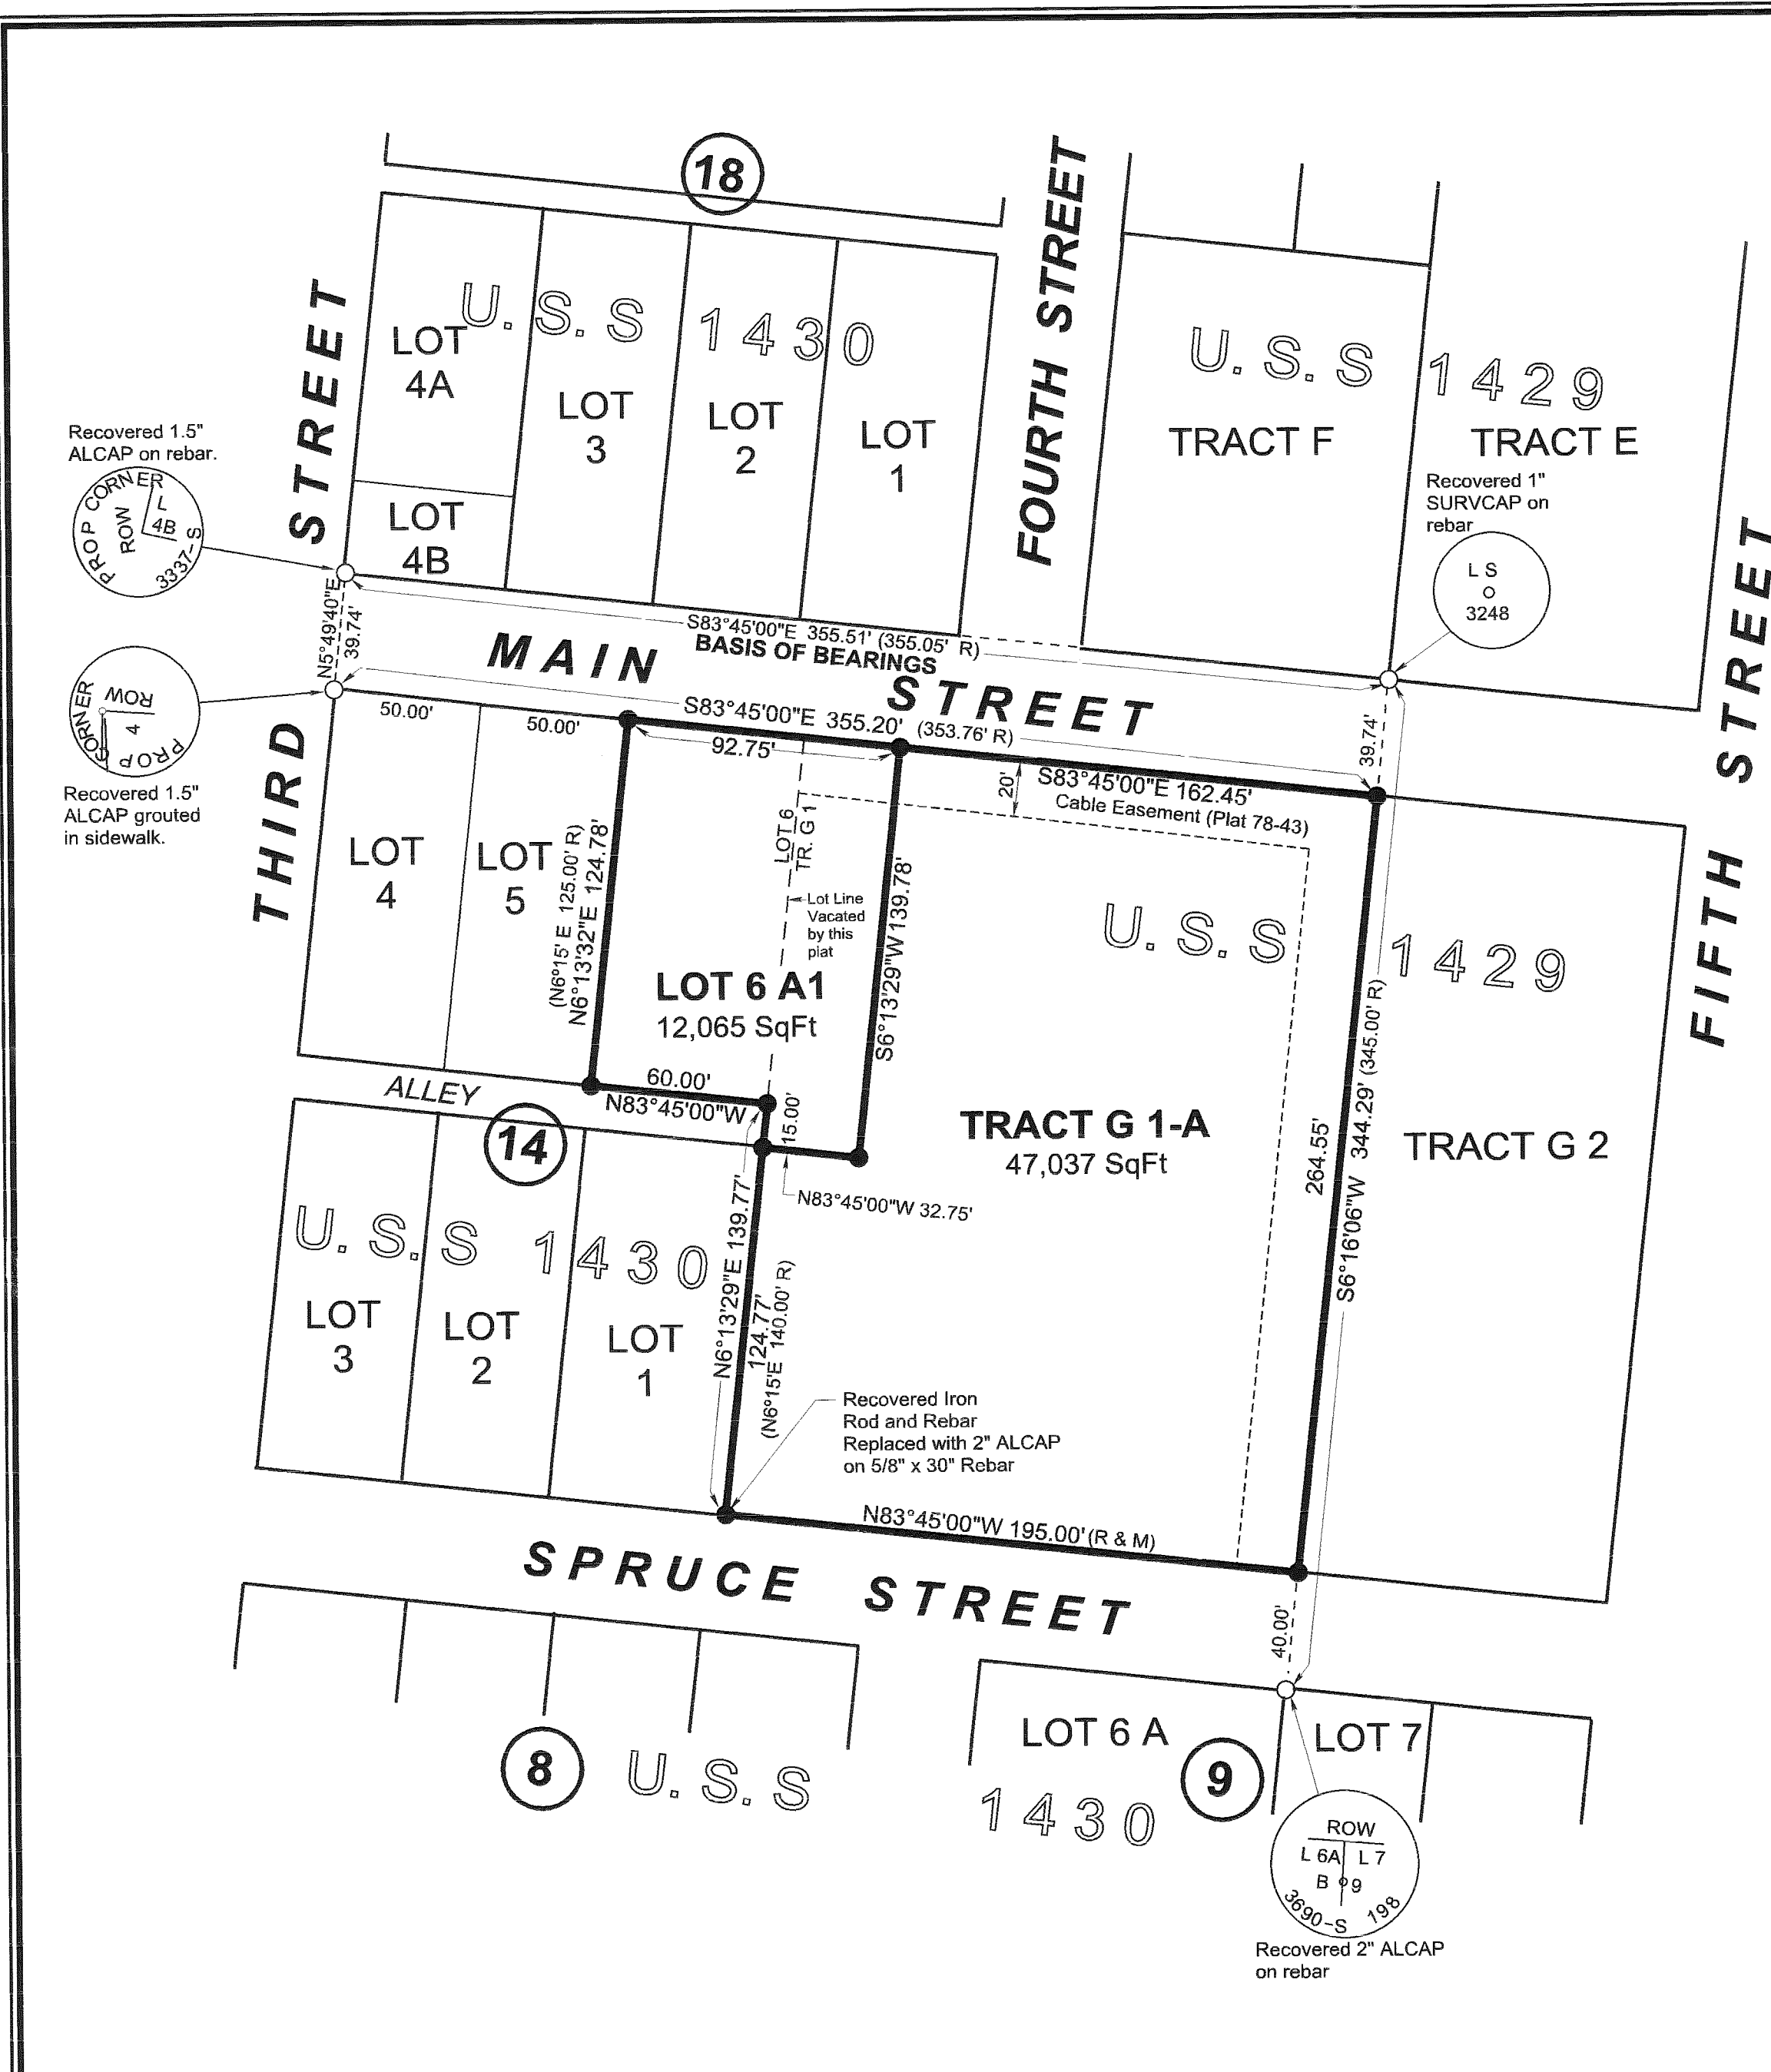 18
STREET
FOURTH STREET
U. S. S 1430
U. S. S 1429
LOT
4A
LOT
3
LOT
2
LOT
1
TRACT F
TRACT E
LOT
4B
Recovered 1.5"
ALCAP on rebar.
PROP CORNER
ROW
L
4B
3337-S
Recovered 1"
SURVCAP on
rebar
L S
3248
N5°49'40"E
39.74'
S83°45'00"E 355.51' (355.05' R)
BASIS OF BEARINGS
MAIN STREET
PROP CORNER
ROW
4
Recovered 1.5"
ALCAP grouted
in sidewalk.
THIRD
FIFTH STREET
50.00'
50.00'
S83°45'00"E 355.20' (353.76' R)
92.75'
39.74'
20'
S83°45'00"E 162.45'
Cable Easement (Plat 78-43)
LOT 6
TR. G 1
LOT
4
LOT
5
(N6°15' E 125.00' R)
N6°13'32"E 124.78'
Lot Line
Vacated
by this
plat
S6°13'29"W 139.78'
U. S. S 1429
LOT 6 A1
12,065 SqFt
ALLEY
60.00'
N83°45'00"W
15.00'
14
TRACT G 1-A
47,037 SqFt
264.55'
S6°16'06"W 344.29' (345.00' R)
TRACT G 2
N83°45'00"W 32.75'
U. S. S 1430
LOT
3
LOT
2
LOT
1
N6°13'29"E 139.77'
124.77'
(N6°15'E 140.00' R)
Recovered Iron
Rod and Rebar
Replaced with 2" ALCAP
on 5/8" x 30" Rebar
N83°45'00"W 195.00' (R & M)
SPRUCE STREET
40.00'
8
U. S. S
1430
LOT 6 A
9
LOT 7
ROW
L 6A L 7
B 9
3690-S 198
Recovered 2" ALCAP
on rebar